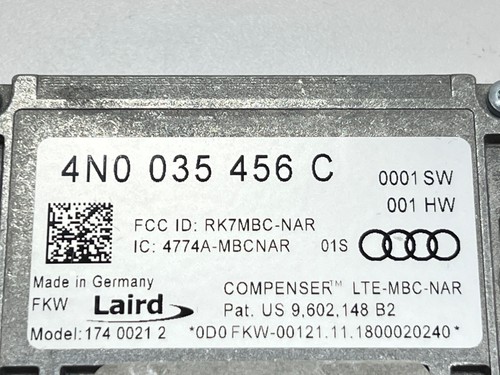 4N0 035 456 C
0001 SW
001 HW
FCC ID: RK7MBC-NAR
IC: 4774A-MBCNAR 01S
Made in Germany
FKW Laird
COMPENSER™ LTE-MBC-NAR
Pat. US 9,602,148 B2
Model:174 0021 2 *0D0 FKW-00121.11.1800020240*